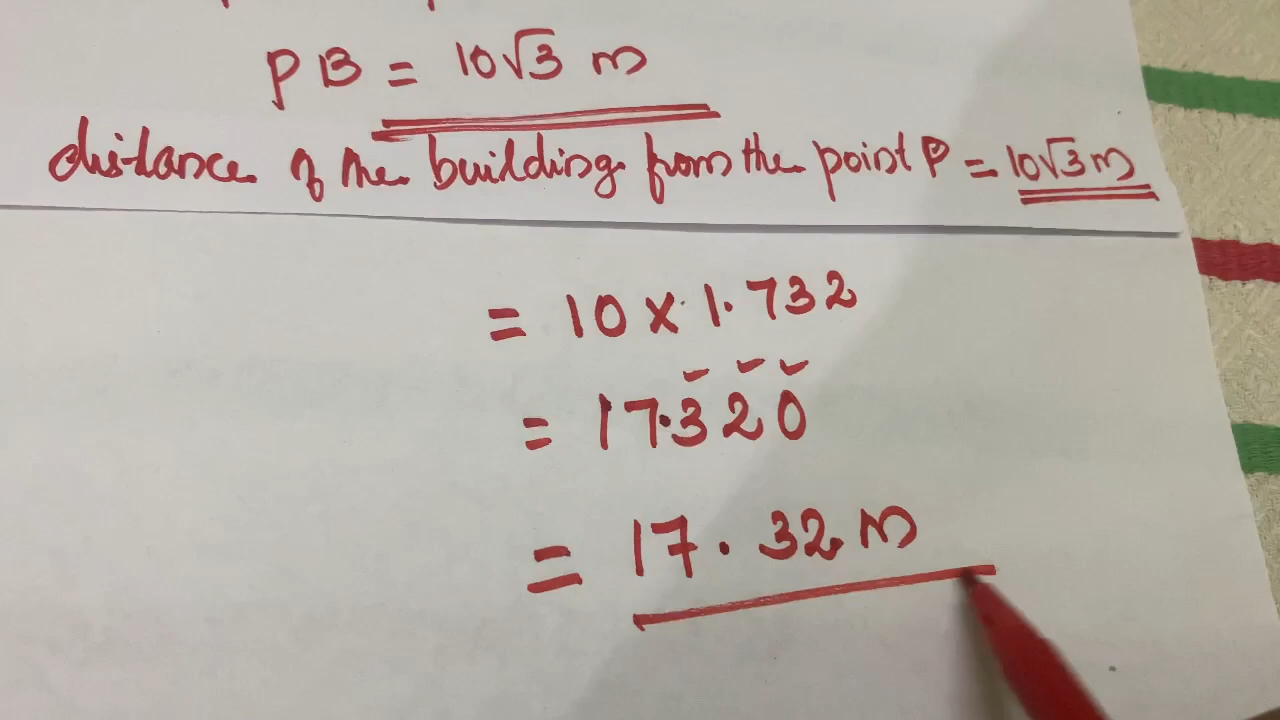 PB = 10√3 m
distance of the building from the point P = 10√3 m
= 10 × 1.732
= 17.320
= 17.32 m